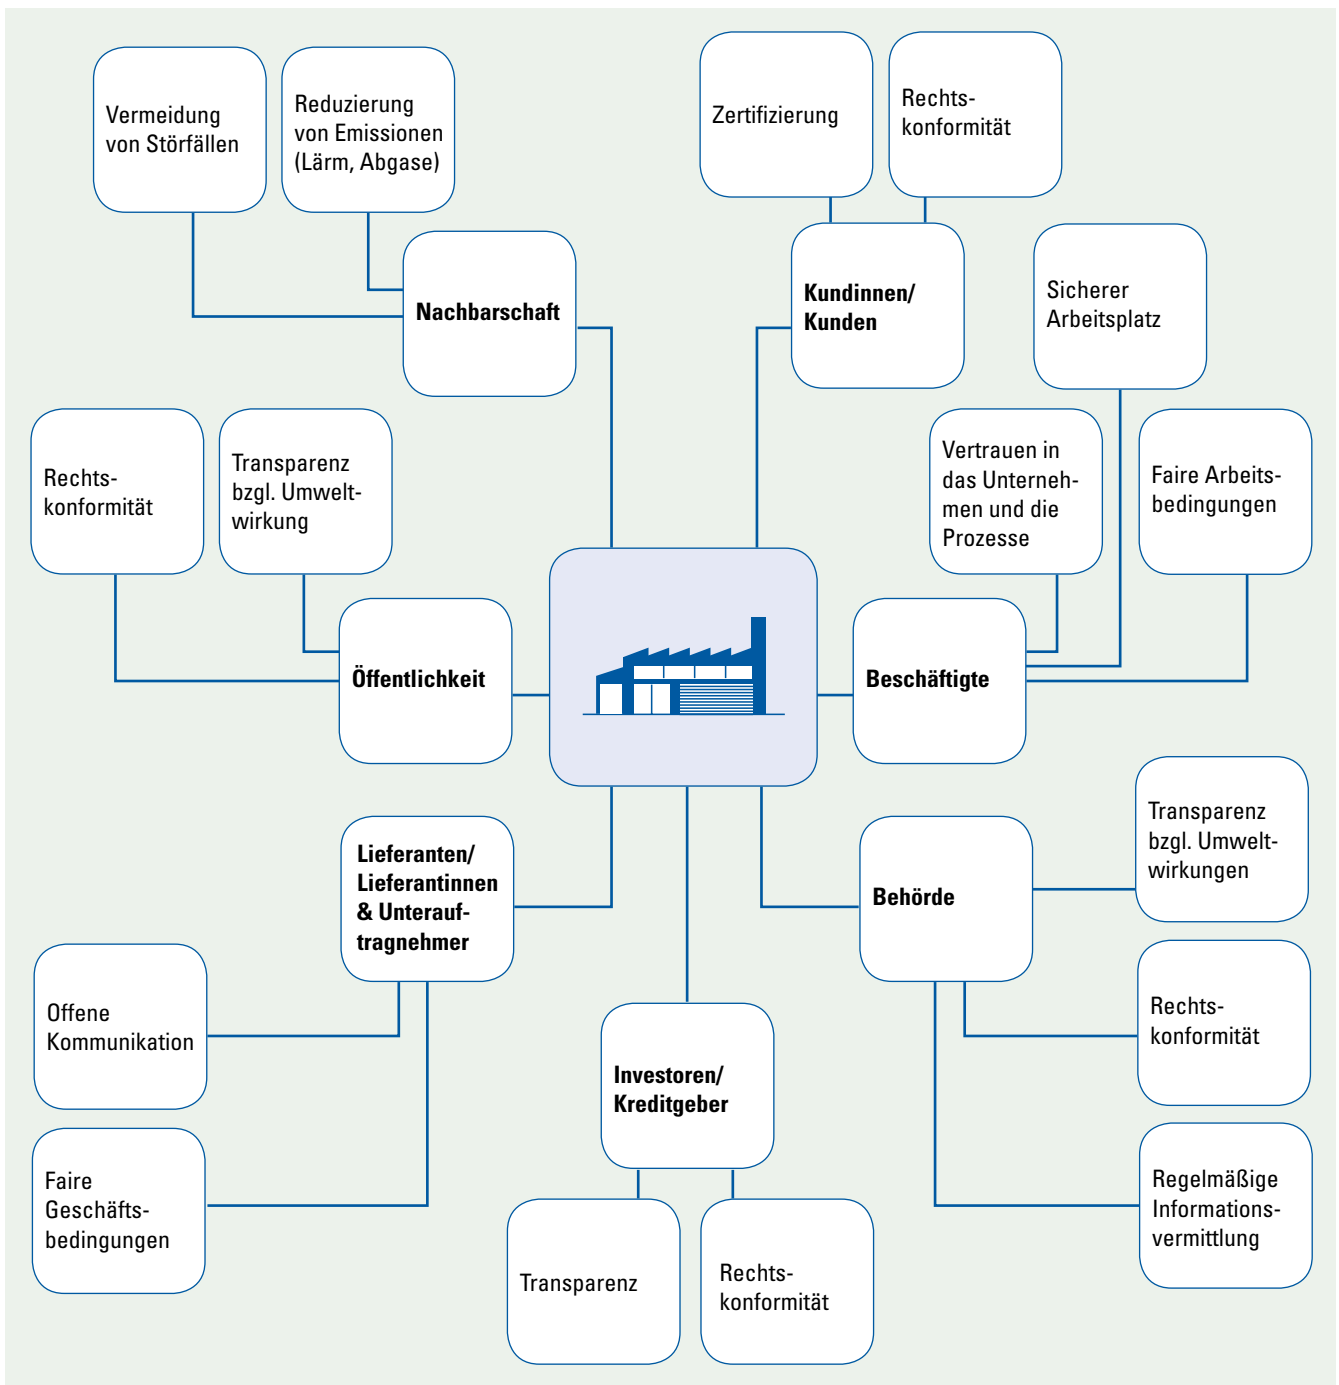 Vermeidung
von Störfällen
Reduzierung
von Emissionen
(Lärm, Abgase)
Zertifizierung
Rechts-
konformität
Nachbarschaft
Kundinnen/
Kunden
Sicherer
Arbeitsplatz
Rechts-
konformität
Transparenz
bzgl. Umwelt-
wirkung
Vertrauen in
das Unterneh-
men und die
Prozesse
Faire Arbeits-
bedingungen
Öffentlichkeit
Beschäftigte
Lieferanten/
Lieferantinnen
& Unterauf-
tragnehmer
Behörde
Transparenz
bzgl. Umwelt-
wirkungen
Offene
Kommunikation
Rechts-
konformität
Investoren/
Kreditgeber
Faire
Geschäfts-
bedingungen
Regelmäßige
Informations-
vermittlung
Transparenz
Rechts-
konformität